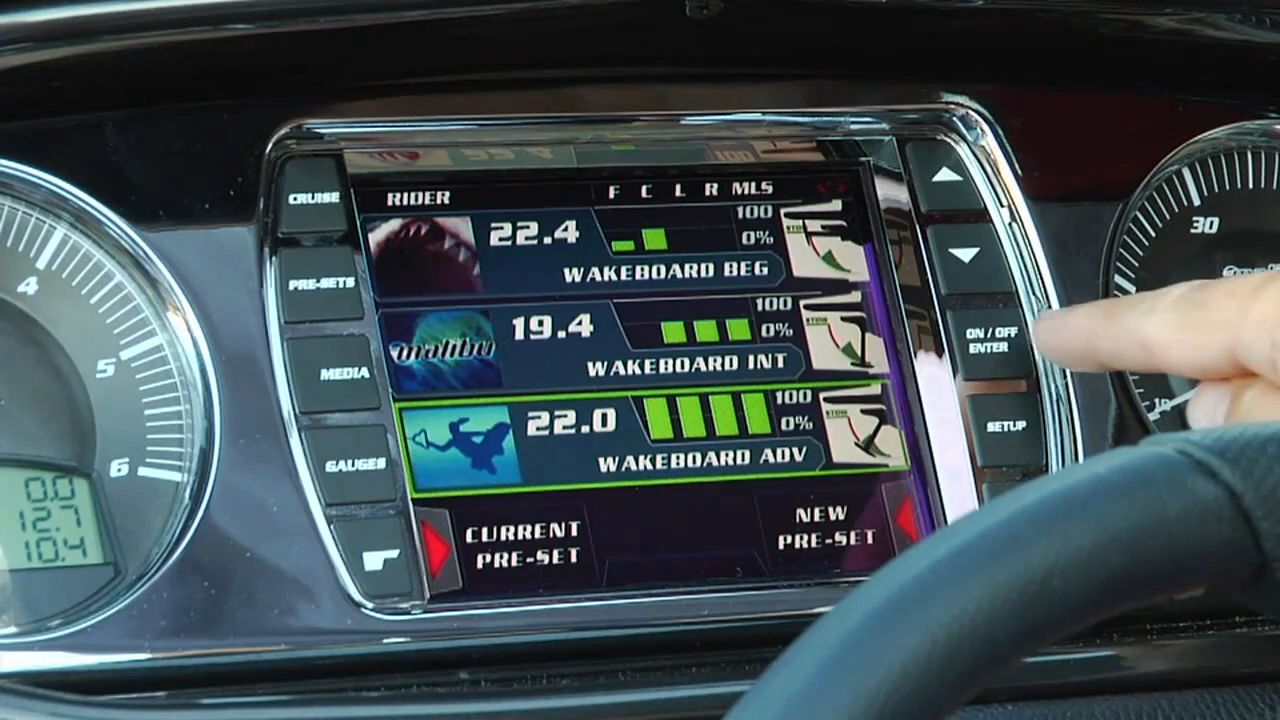 CRUISE
PRE-SETS
MEDIA
GAUGES
RIDER F C L R MLS
22.4 100
0%
WAKEBOARD BEG
malibu 19.4 100
0%
WAKEBOARD INT
22.0 100
0%
WAKEBOARD ADV
CURRENT
PRE-SET
NEW
PRE-SET
ON / OFF
ENTER
SETUP
4
5
6
0.0
12.7
10.4
30
10